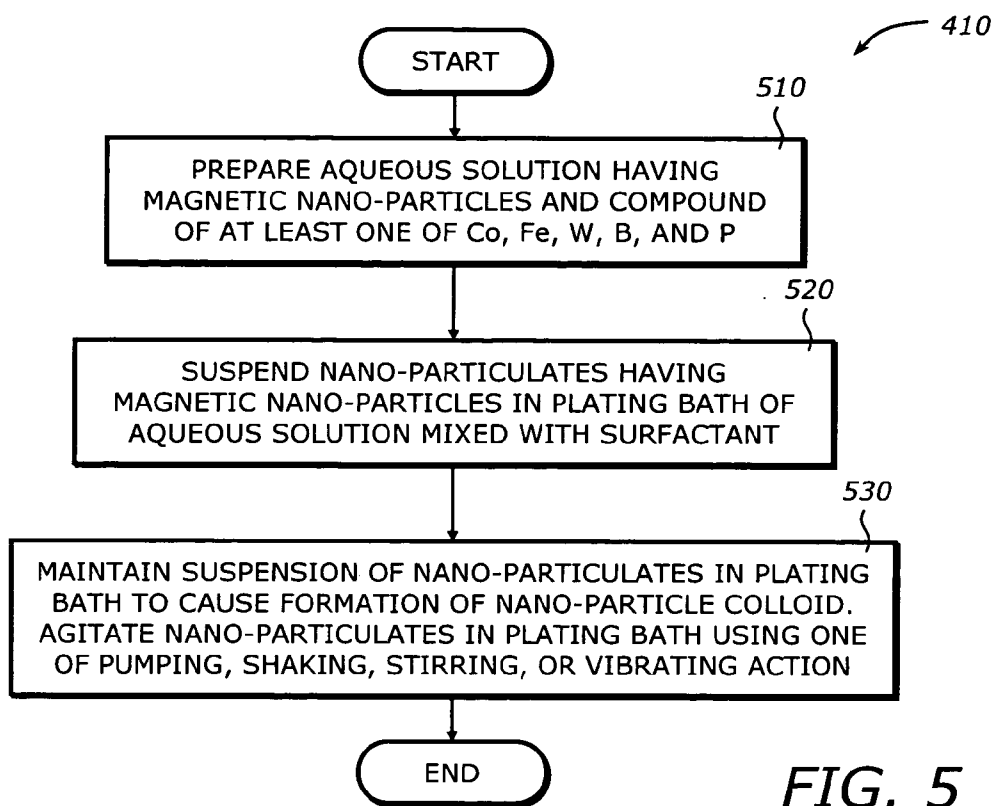 410
START
510
PREPARE AQUEOUS SOLUTION HAVING
MAGNETIC NANO-PARTICLES AND COMPOUND
OF AT LEAST ONE OF Co, Fe, W, B, AND P
520
SUSPEND NANO-PARTICULATES HAVING
MAGNETIC NANO-PARTICLES IN PLATING BATH OF
AQUEOUS SOLUTION MIXED WITH SURFACTANT
530
MAINTAIN SUSPENSION OF NANO-PARTICULATES IN PLATING
BATH TO CAUSE FORMATION OF NANO-PARTICLE COLLOID.
AGITATE NANO-PARTICULATES IN PLATING BATH USING ONE
OF PUMPING, SHAKING, STIRRING, OR VIBRATING ACTION
END
FIG. 5